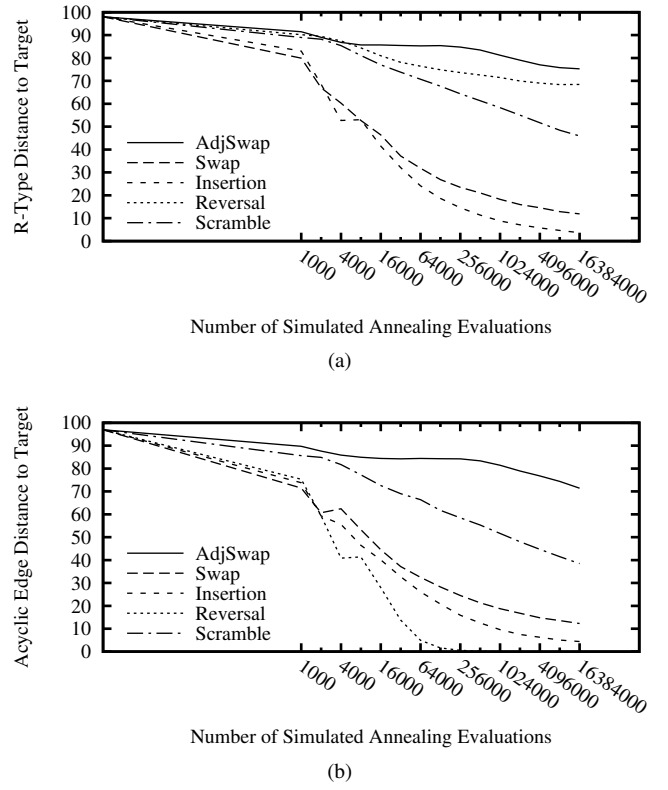 R-Type Distance to Target
100
90
80
70
60
50
40
30
20
10
0
AdjSwap
Swap
Insertion
Reversal
Scramble
1000
4000
16000
64000
256000
1024000
4096000
16384000
Number of Simulated Annealing Evaluations
(a)
Acyclic Edge Distance to Target
100
90
80
70
60
50
40
30
20
10
0
AdjSwap
Swap
Insertion
Reversal
Scramble
1000
4000
16000
64000
256000
1024000
4096000
16384000
Number of Simulated Annealing Evaluations
(b)